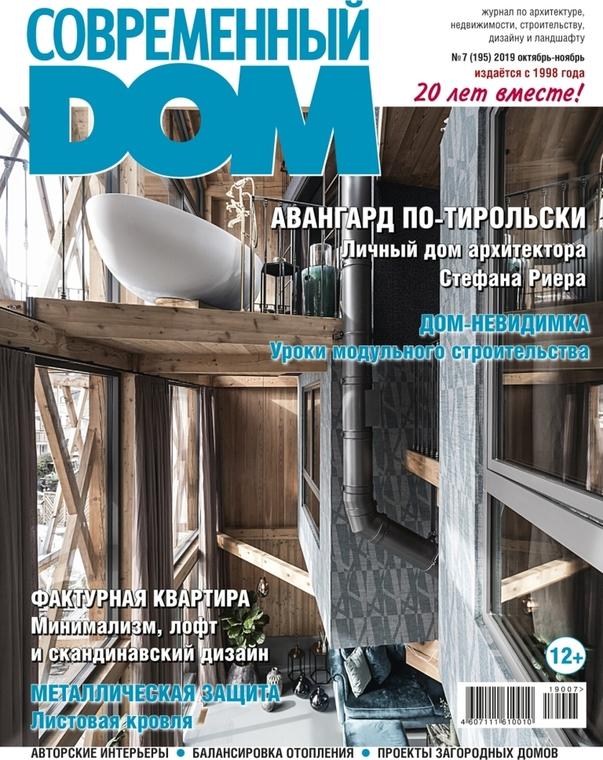 СОВРЕМЕННЫЙ
DОМ
журнал по архитектуре,
недвижимости, строительству,
дизайну и ландшафту
№7 (195) 2019 октябрь-ноябрь
издаётся с 1998 года
20 лет вместе!
АВАНГАРД ПО-ТИРОЛЬСКИ
Личный дом архитектора
Стефана Риера
ДОМ-НЕВИДИМКА
Уроки модульного строительства
ФАКТУРНАЯ КВАРТИРА
Минимализм, лофт
и скандинавский дизайн
12+
МЕТАЛЛИЧЕСКАЯ ЗАЩИТА
Листовая кровля
19007>
4 607111 610010
АВТОРСКИЕ ИНТЕРЬЕРЫ • БАЛАНСИРОВКА ОТОПЛЕНИЯ • ПРОЕКТЫ ЗАГОРОДНЫХ ДОМОВ